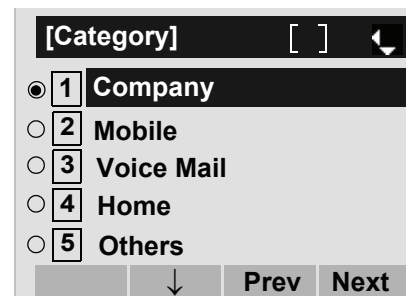 [Category] [ ]
1 Company
2 Mobile
3 Voice Mail
4 Home
5 Others
↓ Prev Next